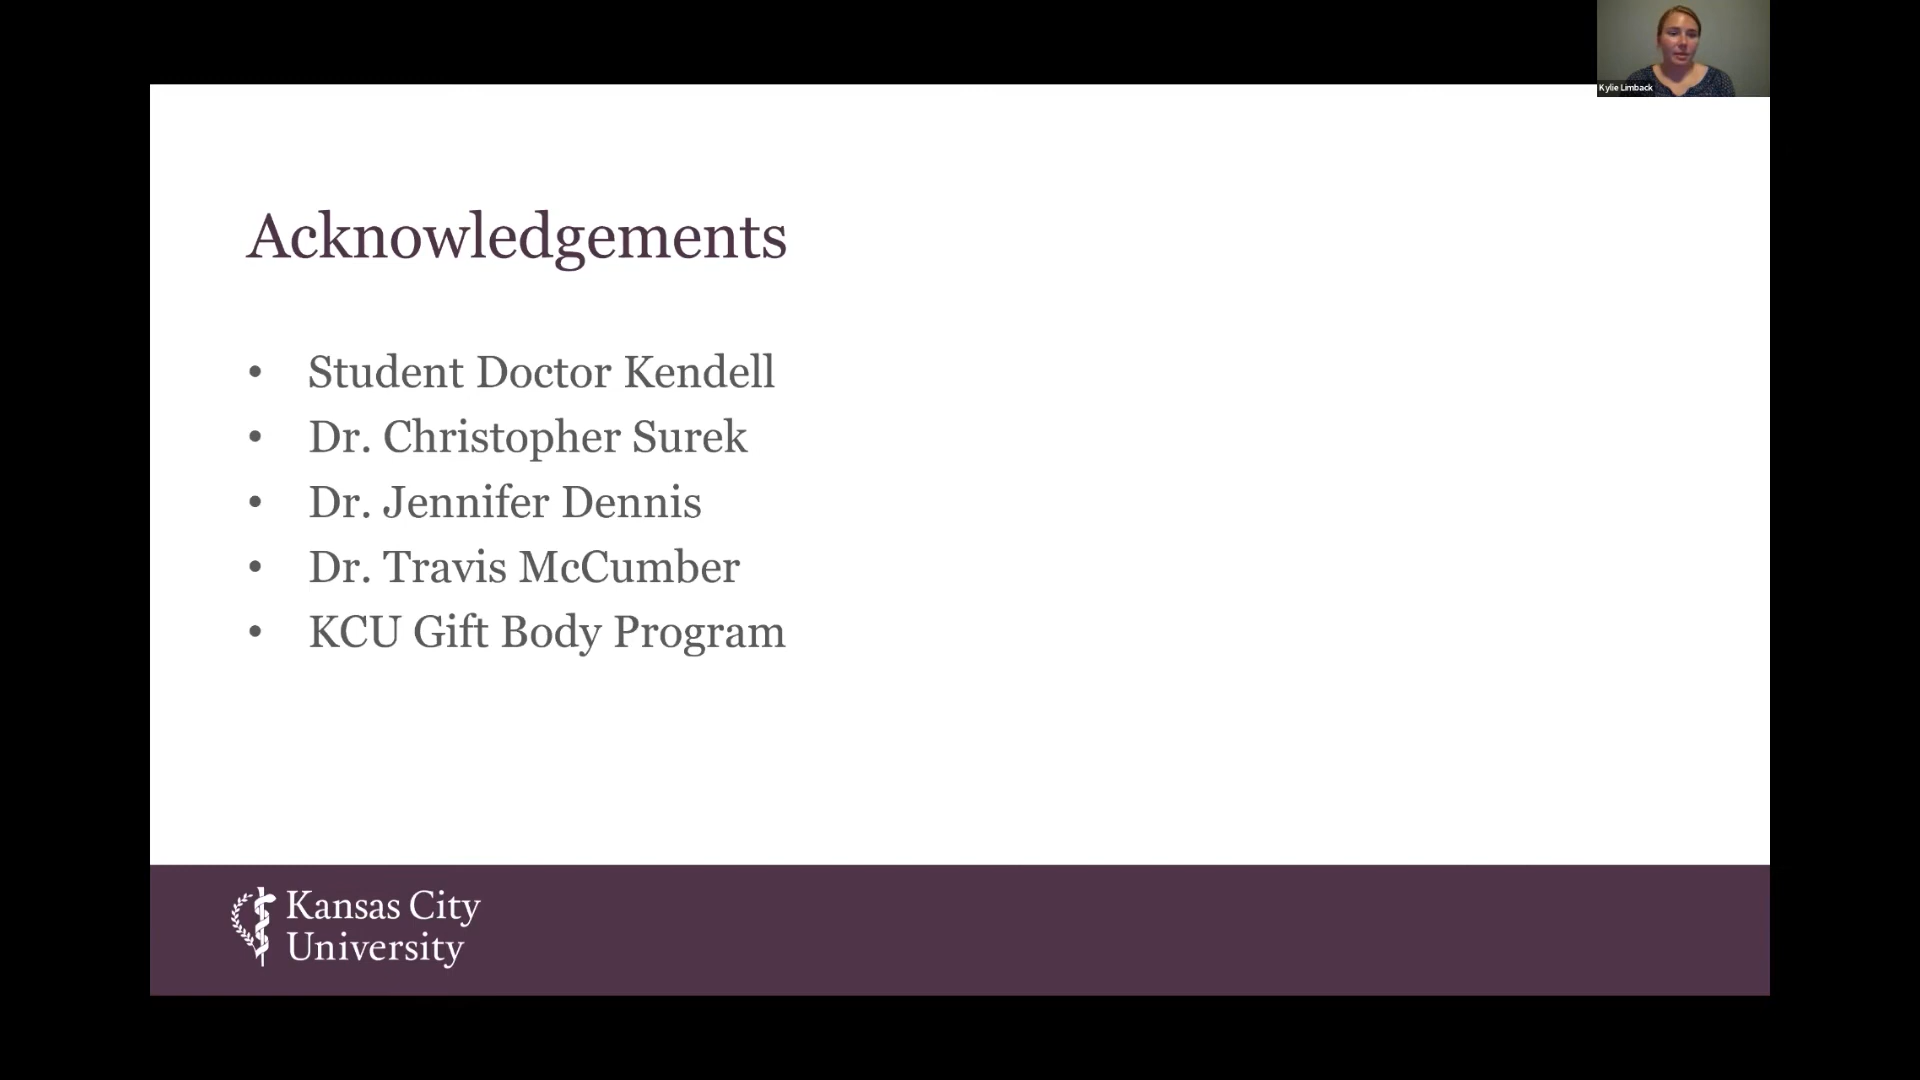 Kylie Limback
Acknowledgements
• Student Doctor Kendell
• Dr. Christopher Surek
• Dr. Jennifer Dennis
• Dr. Travis McCumber
• KCU Gift Body Program
Kansas City
University